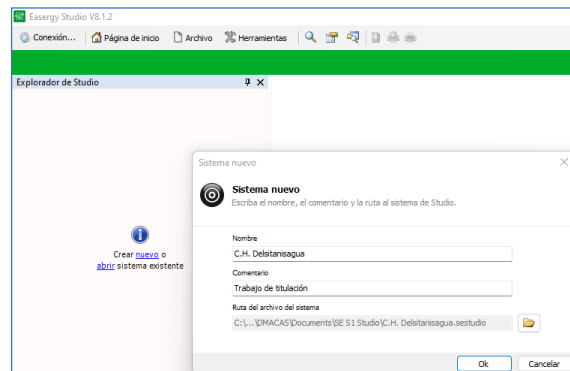 Easergy Studio V8.1.2
Conexión... Página de inicio Archivo Herramientas
Explorador de Studio
Sistema nuevo
Sistema nuevo
Escriba el nombre, el comentario y la ruta al sistema de Studio.
Crear nuevo o
abrir sistema existente
Nombre
C.H. Delsitanisagua
Comentario
Trabajo de titulación
Ruta del archivo del sistema
C:\...\DMACAS\Documents\SE S1 Studio\C.H. Delsitanisagua.sestudio
Ok Cancelar